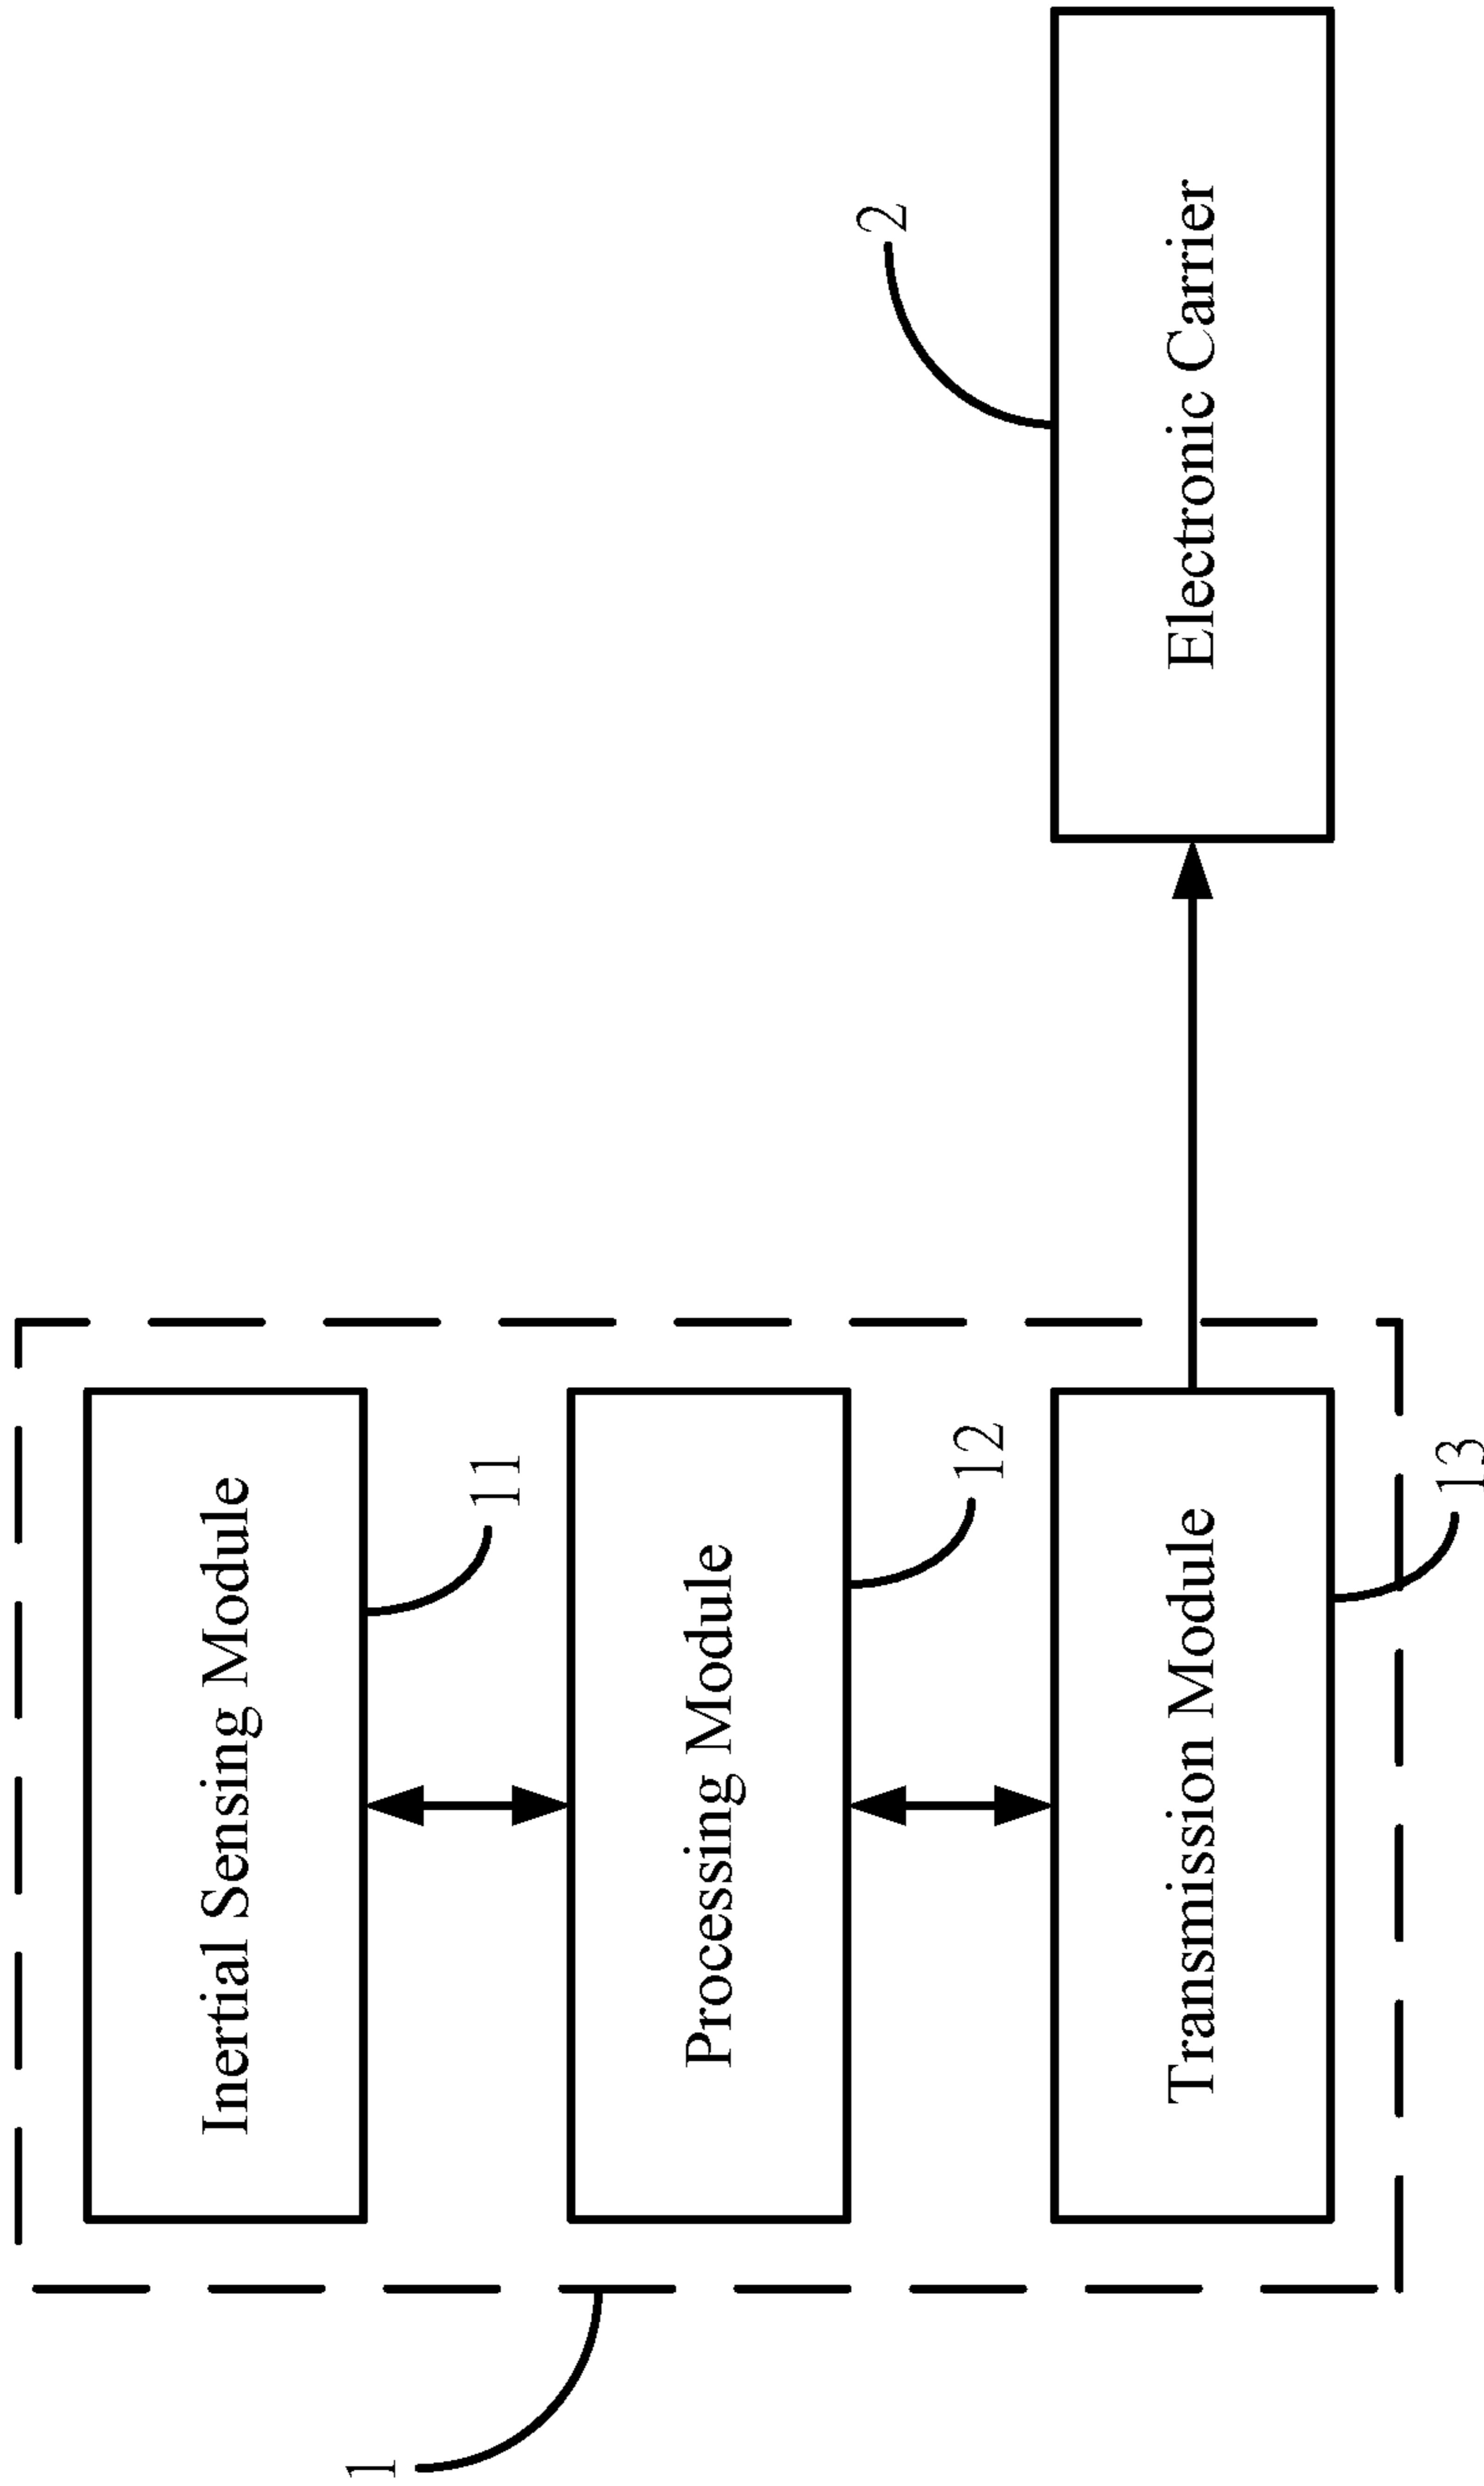 1
Inertial Sensing Module
11
Processing Module
12
Transmission Module
13
Electronic Carrier
2